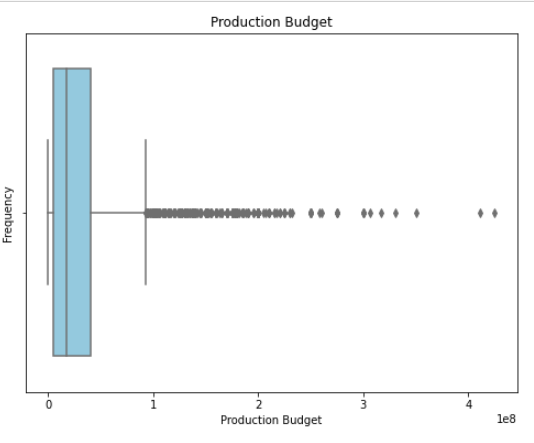 Production Budget
Frequency
0 1 2 3 4
Production Budget
1e8